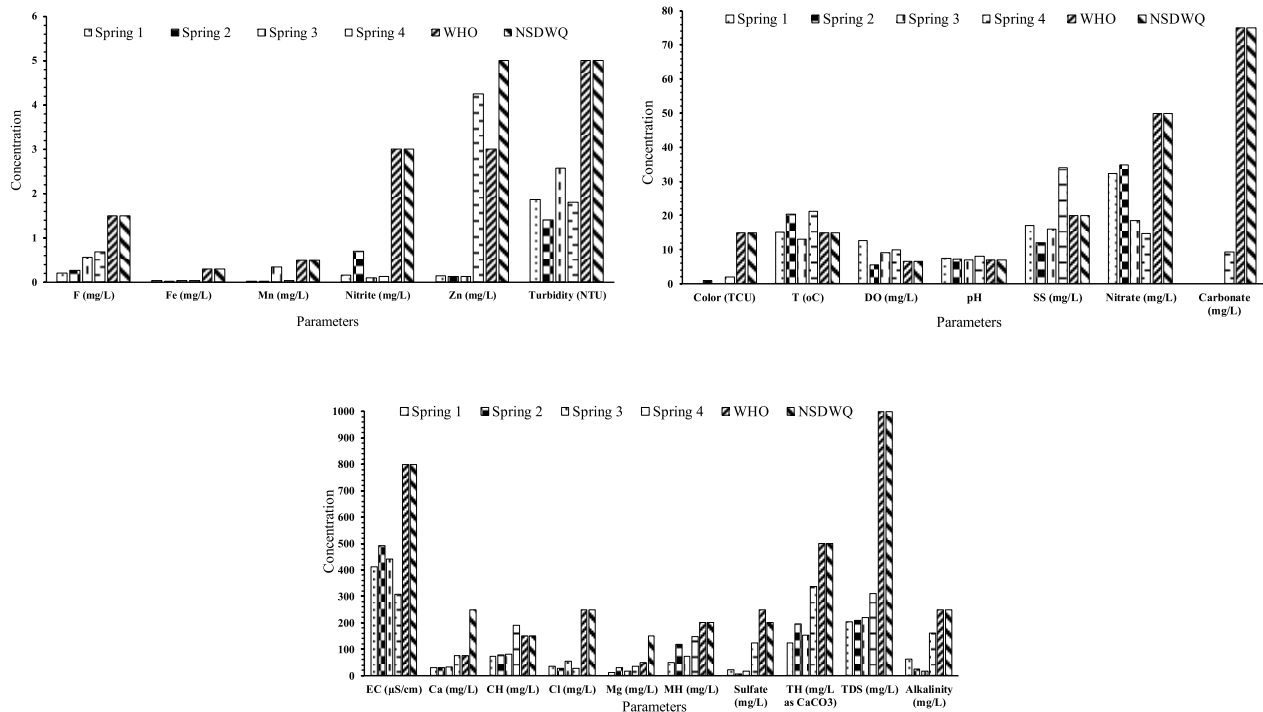 6
5
4
3
2
1
0
Concentration
Spring 1 Spring 2 Spring 3 Spring 4 WHO NSDWQ
F (mg/L) Fe (mg/L) Mn (mg/L) Nitrite (mg/L) Zn (mg/L) Turbidity (NTU)
Parameters
80
70
60
50
40
30
20
10
0
Concentration
Spring 1 Spring 2 Spring 3 Spring 4 WHO NSDWQ
Color (TCU) T (oC) DO (mg/L) pH SS (mg/L) Nitrate (mg/L) Carbonate
(mg/L)
Parameters
1000
900
800
700
600
500
400
300
200
100
0
Concentration
Spring 1 Spring 2 Spring 3 Spring 4 WHO NSDWQ
EC (µS/cm) Ca (mg/L) CH (mg/L) Cl (mg/L) Mg (mg/L) MH (mg/L) Sulfate TH (mg/L TDS (mg/L) Alkalinity
(mg/L) as CaCO3) (mg/L)
Parameters